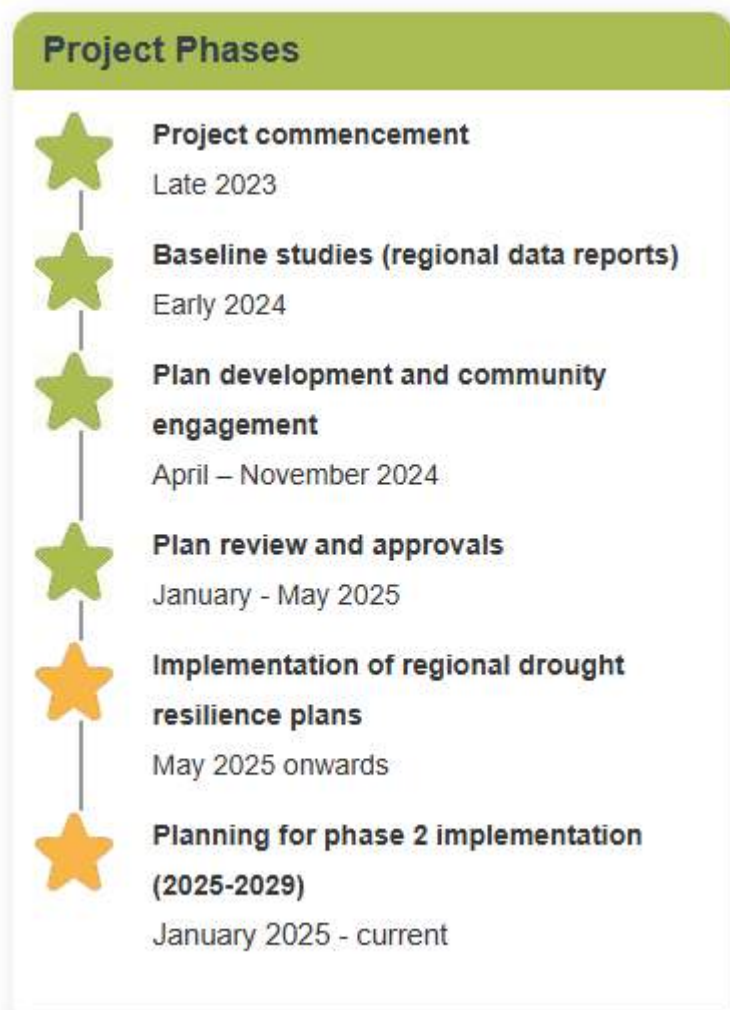 Project Phases
Project commencement
Late 2023
Baseline studies (regional data reports)
Early 2024
Plan development and community
engagement
April – November 2024
Plan review and approvals
January - May 2025
Implementation of regional drought
resilience plans
May 2025 onwards
Planning for phase 2 implementation
(2025-2029)
January 2025 - current